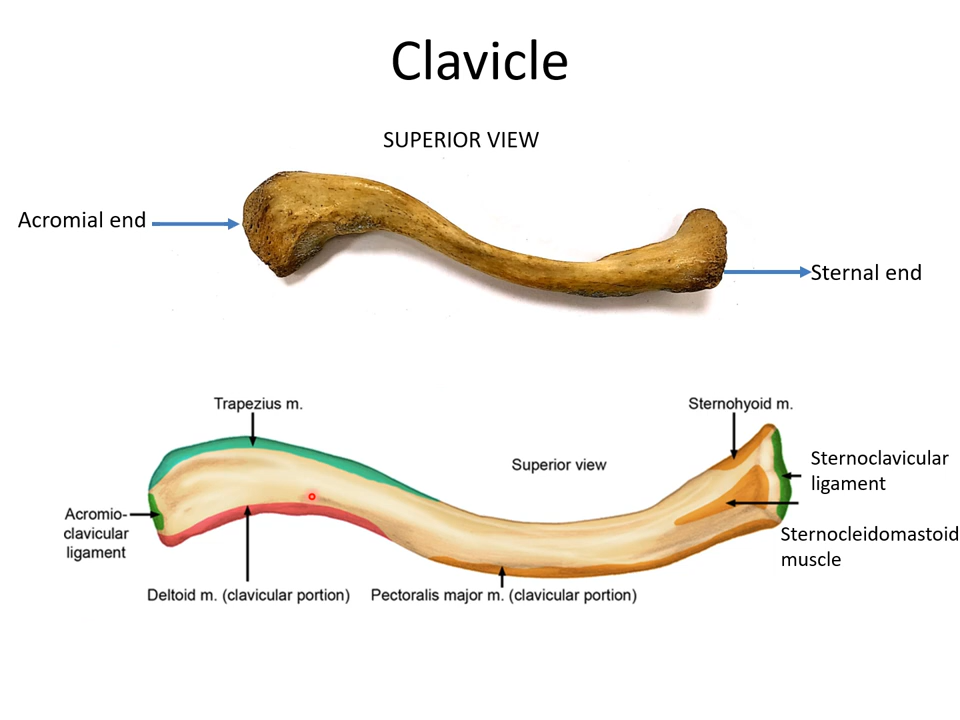 Clavicle
SUPERIOR VIEW
Acromial end
Sternal end
Trapezius m.
Sternohyoid m.
Superior view
Sternoclavicular
ligament
Acromio-
clavicular
ligament
Sternocleidomastoid
muscle
Deltoid m. (clavicular portion)
Pectoralis major m. (clavicular portion)